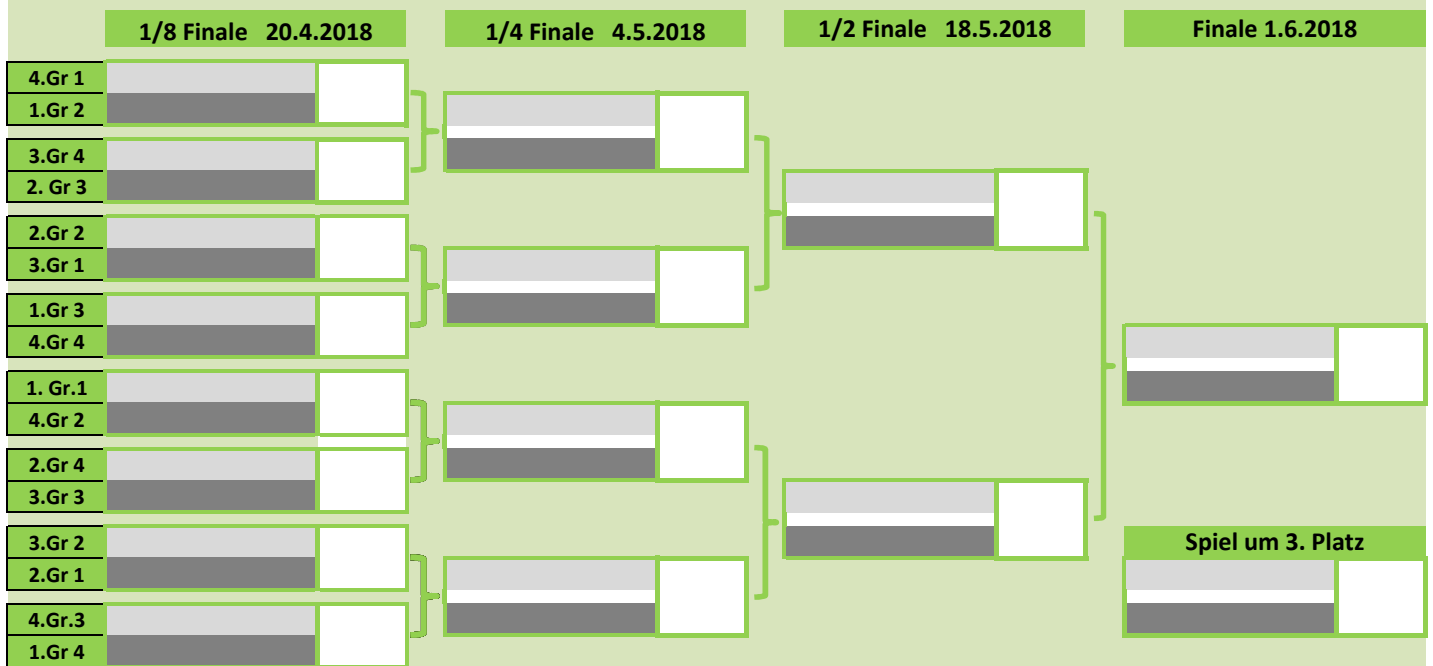 1/8 Finale 20.4.2018
1/4 Finale 4.5.2018
1/2 Finale 18.5.2018
Finale 1.6.2018
4.Gr 1
1.Gr 2
3.Gr 4
2. Gr 3
2.Gr 2
3.Gr 1
1.Gr 3
4.Gr 4
1. Gr.1
4.Gr 2
2.Gr 4
3.Gr 3
3.Gr 2
2.Gr 1
4.Gr.3
1.Gr 4
Spiel um 3. Platz